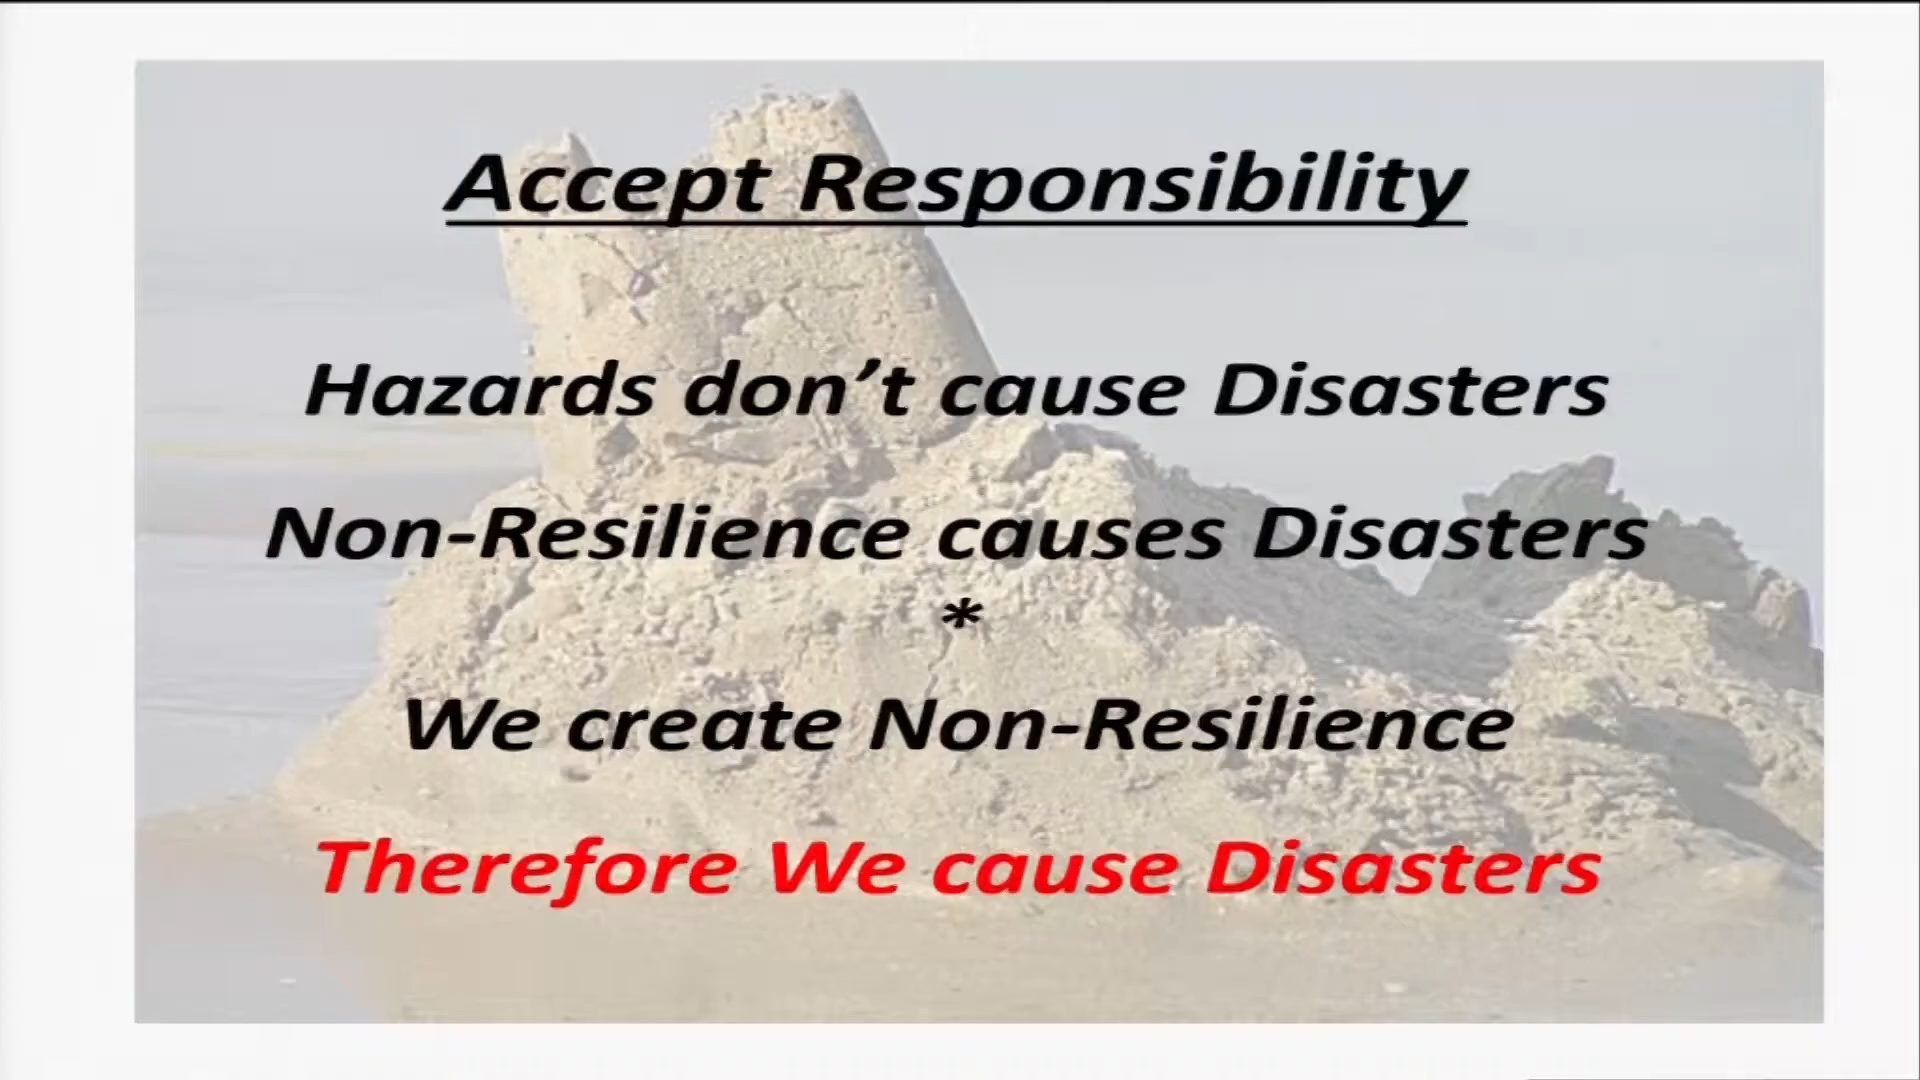 Accept Responsibility
Hazards don’t cause Disasters
Non-Resilience causes Disasters
*
We create Non-Resilience
Therefore We cause Disasters